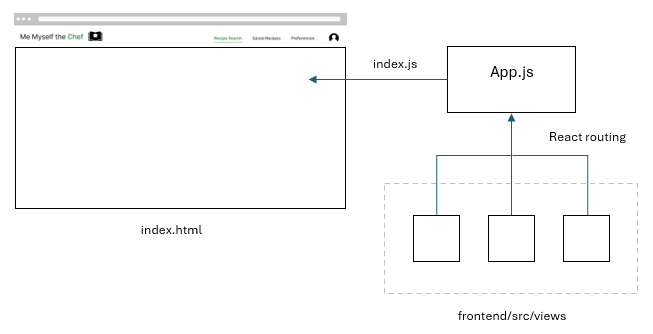 Me Myself the Chef
Recipe Search Saved Recipes Preferences
index.js
App.js
React routing
index.html
frontend/src/views